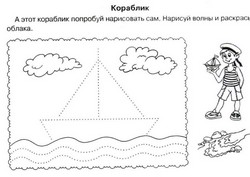 Кораблик
А этот кораблик попробуй нарисовать сам. Нарисуй волны и раскрась
облака.